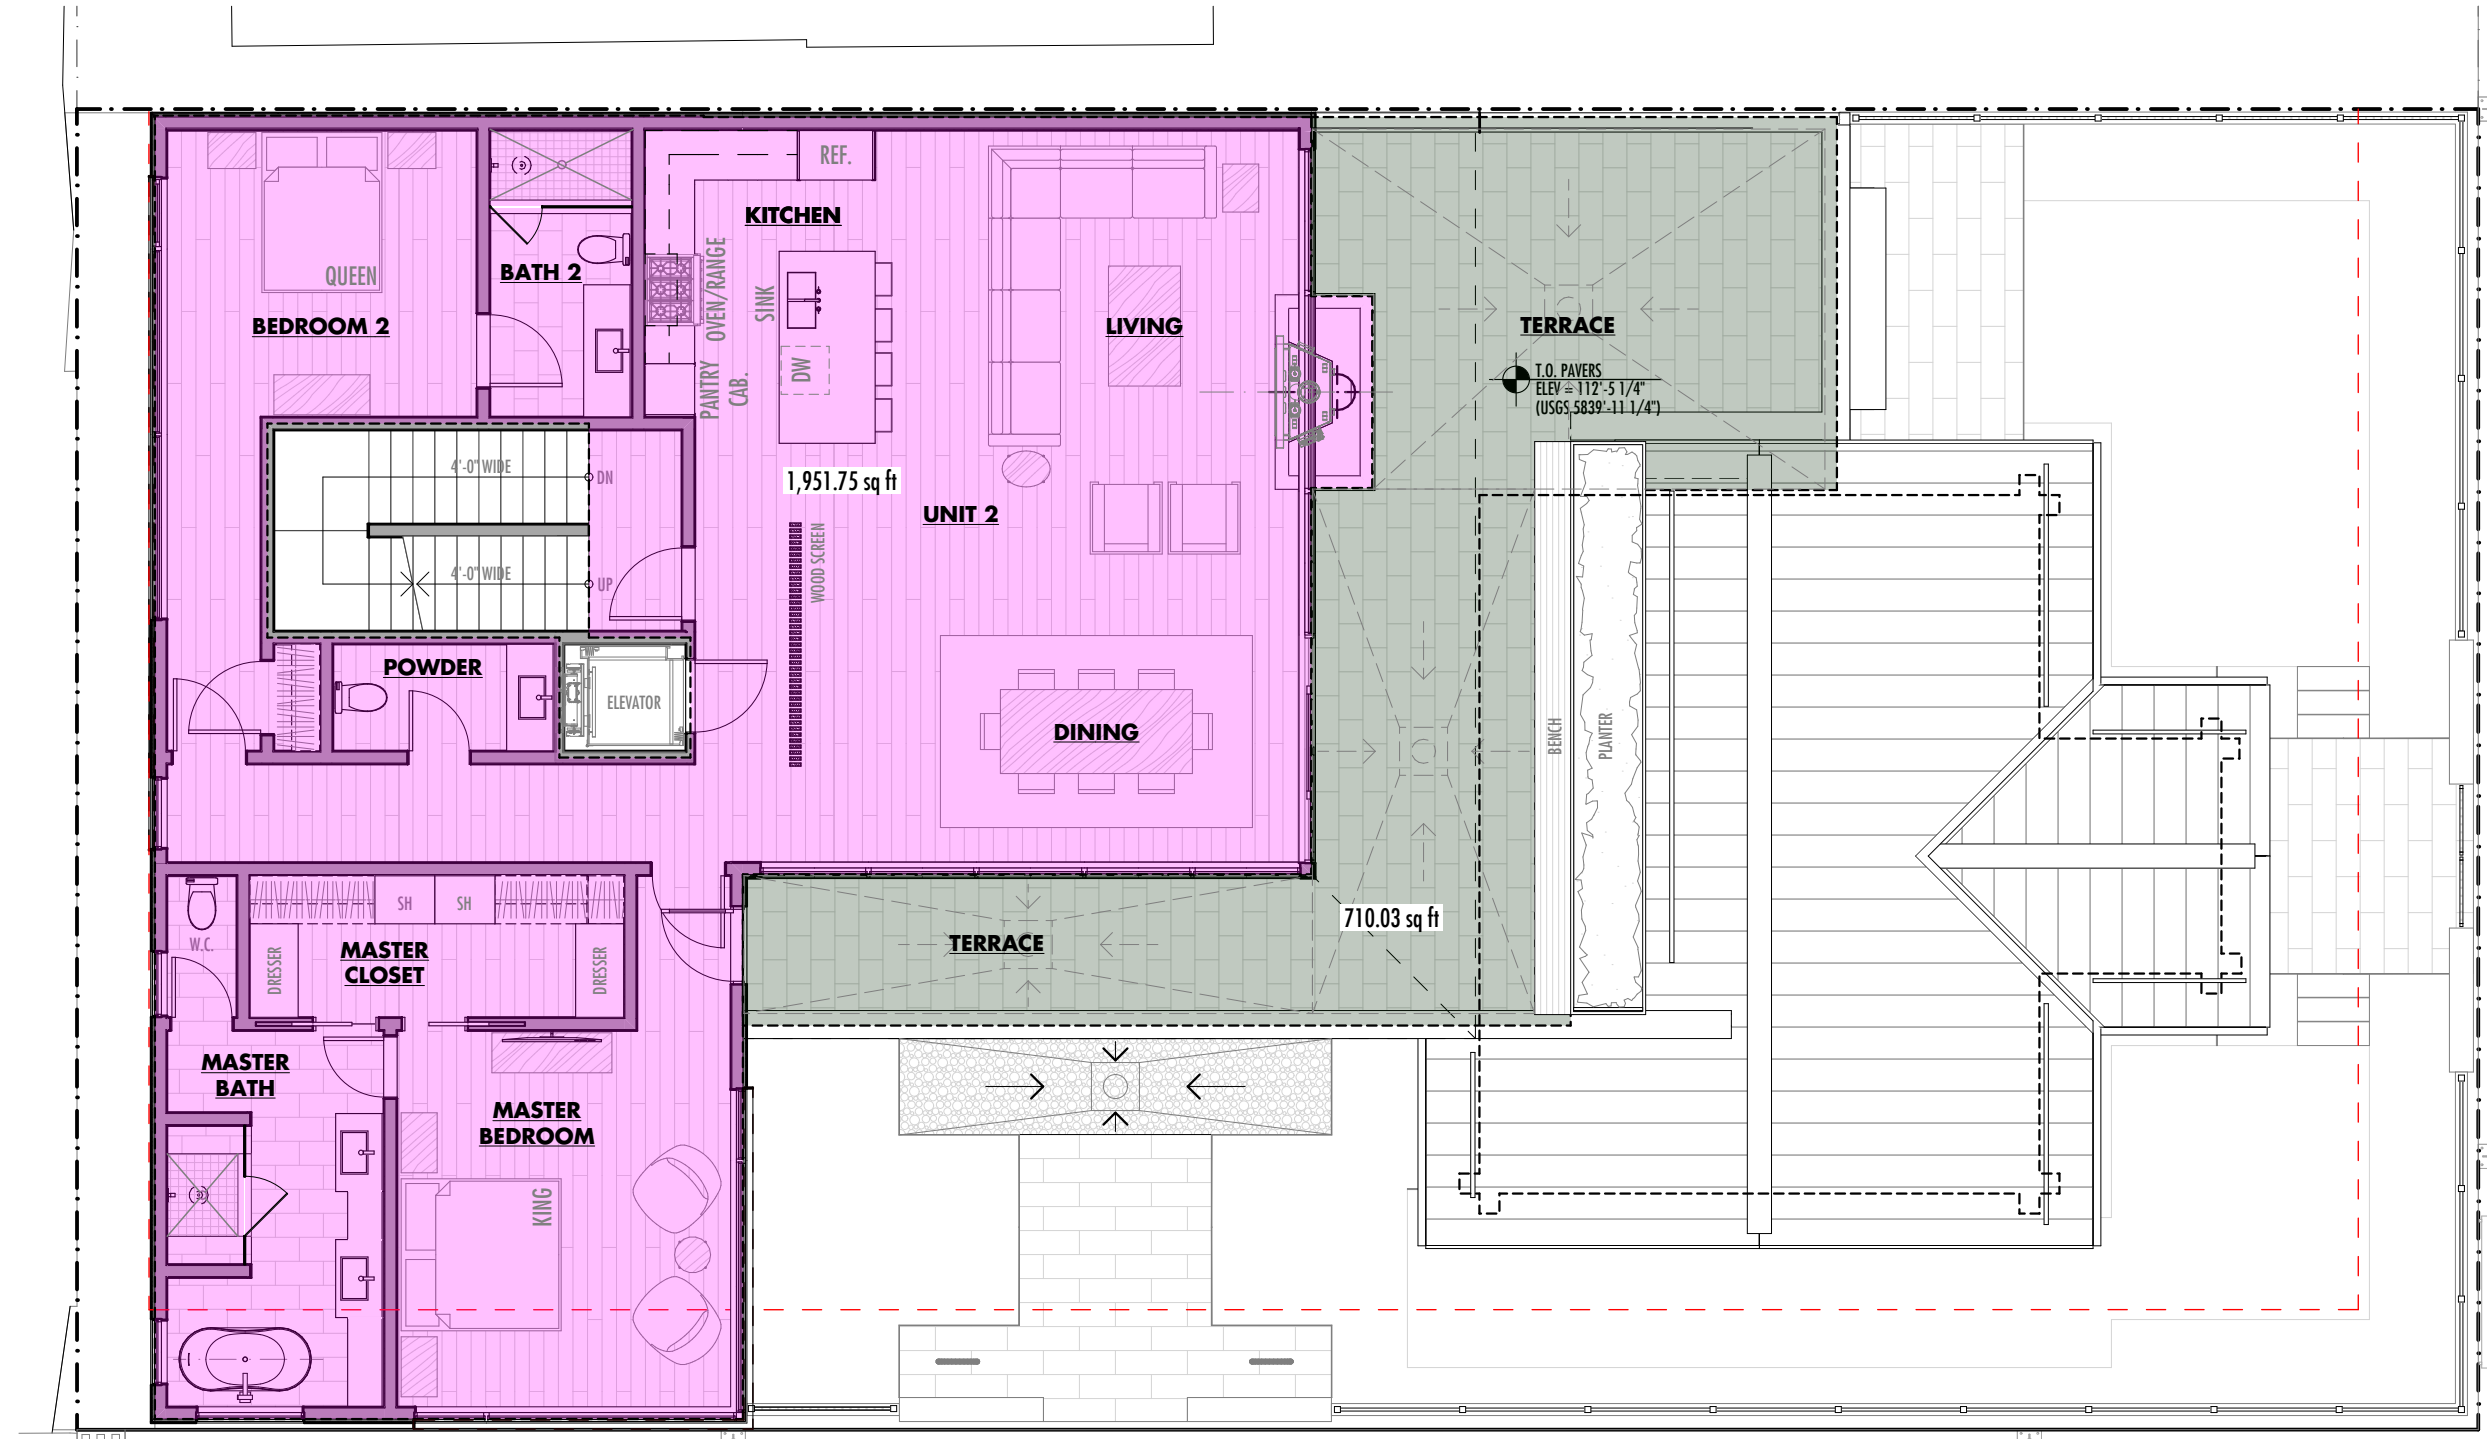 REF.
KITCHEN
QUEEN
BATH 2
OVEN/RANGE
SINK
BEDROOM 2
LIVING
TERRACE
DW
PANTRY
CAB.
T.O. PAVERS
ELEV = 112'-5 1/4"
(USGS 5839'-11 1/4")
4'-0" WIDE
DN
1,951.75 sq ft
UNIT 2
WOOD SCREEN
4'-0" WIDE
UP
POWDER
ELEVATOR
DINING
BENCH
PLANTER
SH
SH
W.C.
DRESSER
MASTER
CLOSET
DRESSER
TERRACE
710.03 sq ft
MASTER
BATH
MASTER
BEDROOM
KING